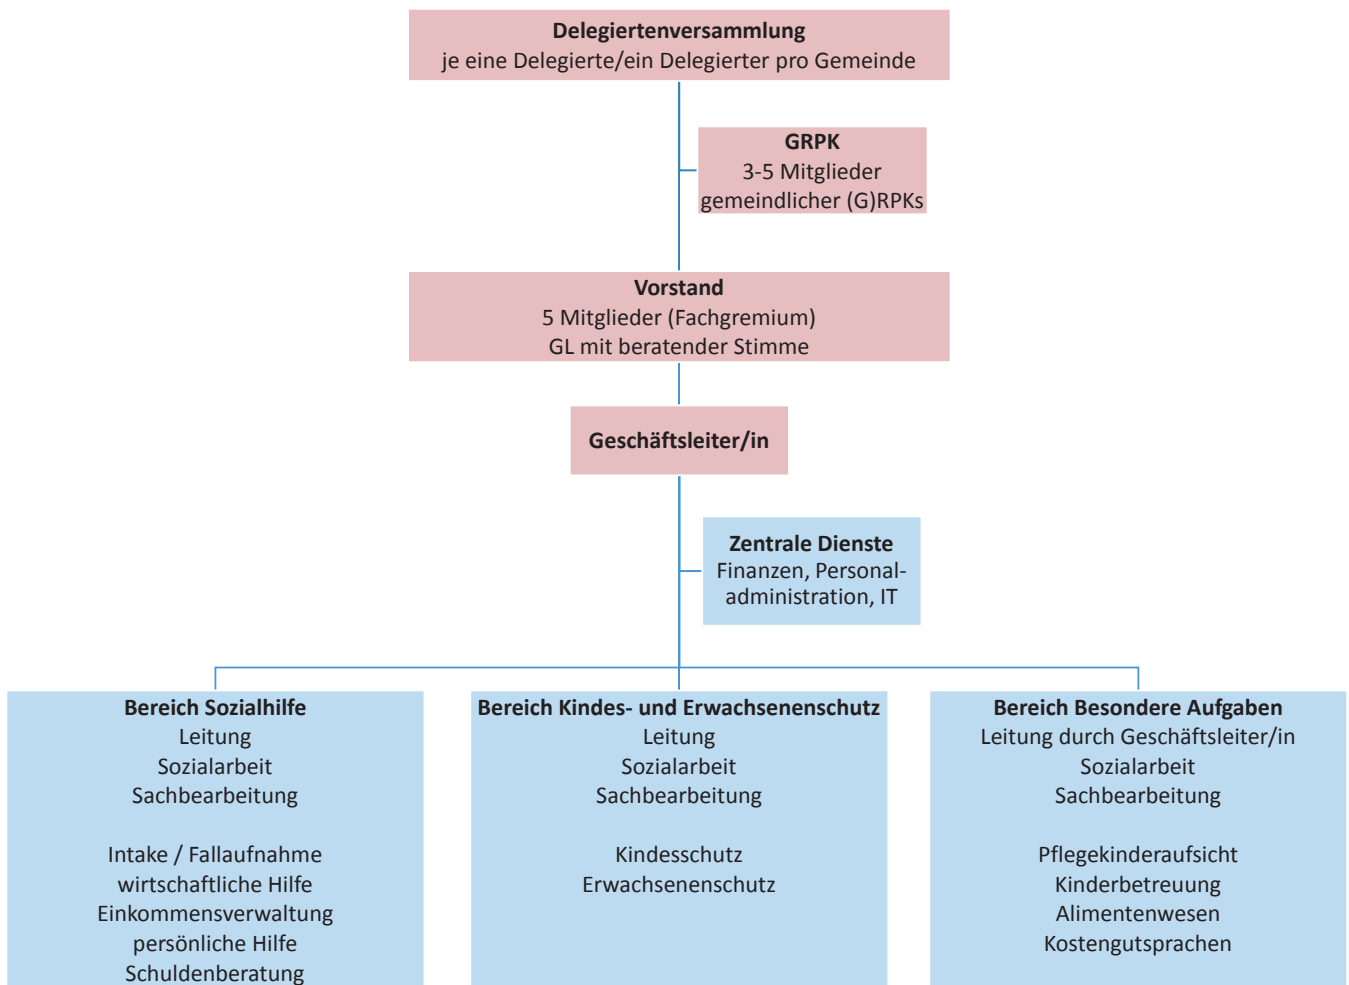 Delegiertenversammlung
je eine Delegierte/ein Delegierter pro Gemeinde
GRPK
3-5 Mitglieder
gemeindlicher (G)RPKs
Vorstand
5 Mitglieder (Fachgremium)
GL mit beratender Stimme
Geschäftsleiter/in
Zentrale Dienste
Finanzen, Personal-
administration, IT
Bereich Sozialhilfe
Leitung
Sozialarbeit
Sachbearbeitung
Intake / Fallaufnahme
wirtschaftliche Hilfe
Einkommensverwaltung
persönliche Hilfe
Schuldenberatung
Bereich Kindes- und Erwachsenenschutz
Leitung
Sozialarbeit
Sachbearbeitung
Kindesschutz
Erwachsenenschutz
Bereich Besondere Aufgaben
Leitung durch Geschäftsleiter/in
Sozialarbeit
Sachbearbeitung
Pflegekinderaufsicht
Kinderbetreuung
Alimentenwesen
Kostengutsprachen